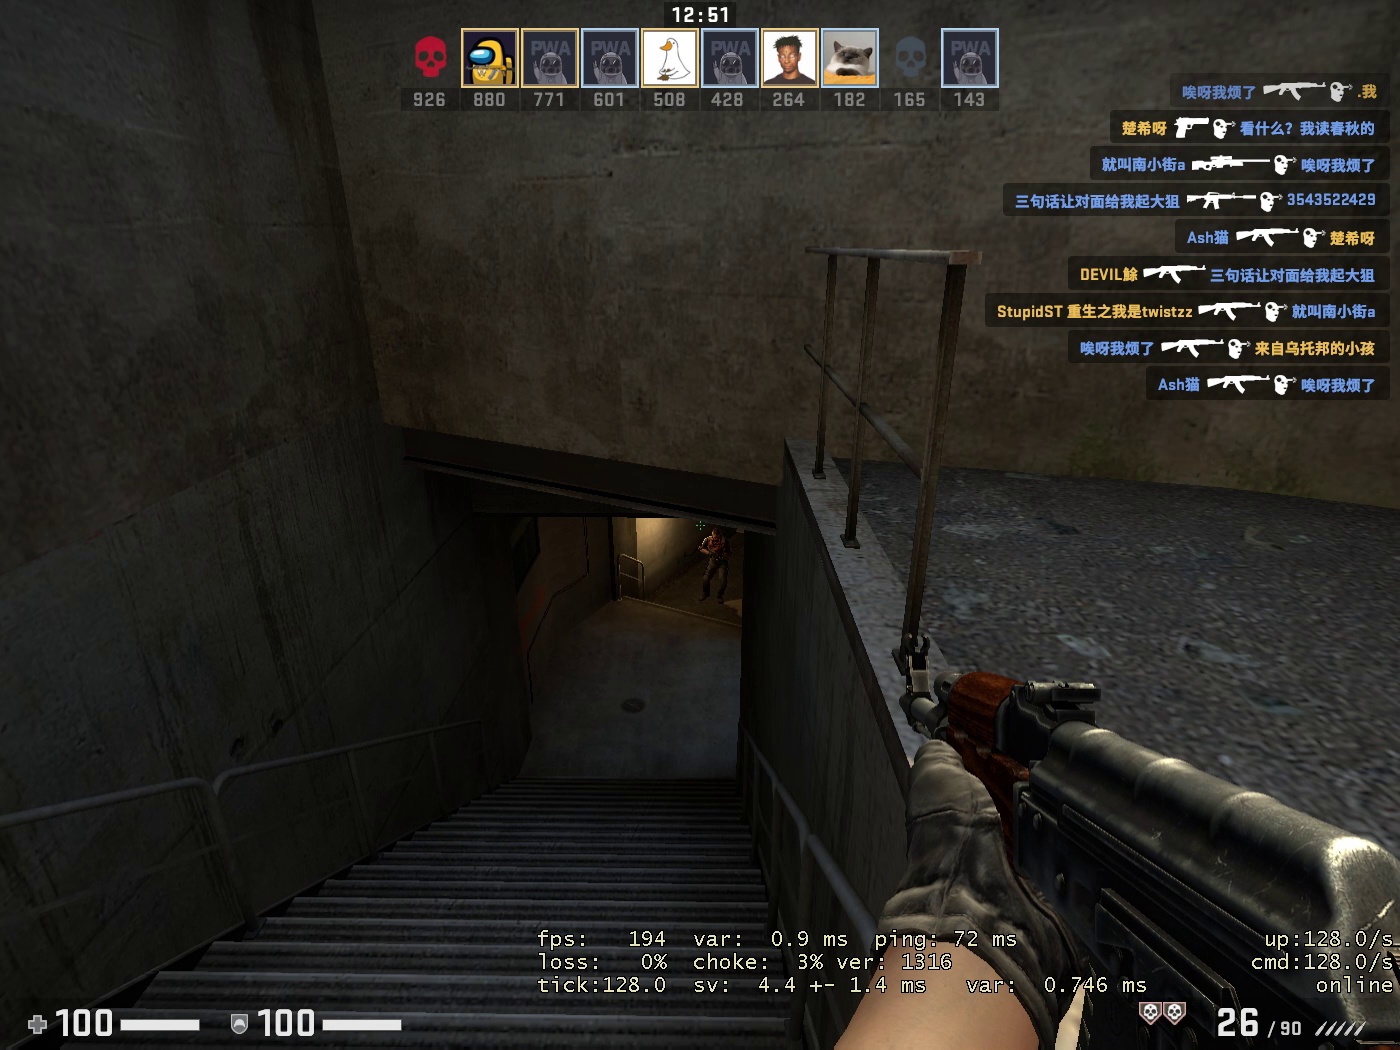 12:51
PWA PWA PWA PWA
926 880 771 601 508 428 264 182 165 143
唉呀我烦了 .我
楚希呀 看什么？我读春秋的
就叫南小街a 唉呀我烦了
三句话让对面给我起大狙 3543522429
Ash猫 楚希呀
DEVIL鮽 三句话让对面给我起大狙
StupidST 重生之我是twistzz 就叫南小街a
唉呀我烦了 来自乌托邦的小孩
Ash猫 唉呀我烦了
fps: 194 var: 0.9 ms ping: 72 ms up:128.0/s
loss: 0% choke: 3% ver: 1316 cmd:128.0/s
tick:128.0 sv: 4.4 +- 1.4 ms var: 0.746 ms online
100 100 26 / 90